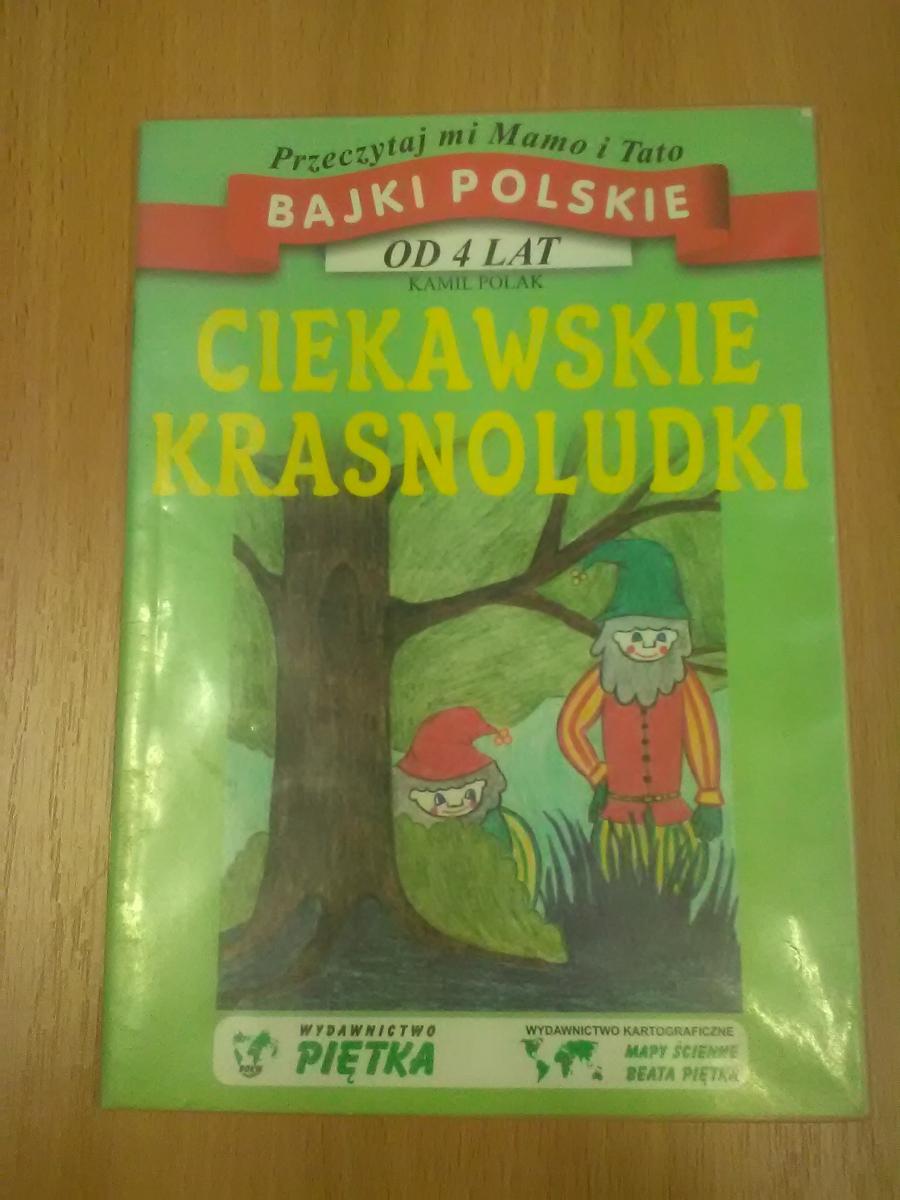 Przeczytaj mi Mamo i Tato
BAJKI POLSKIE
OD 4 LAT
KAMIL POLAK
CIEKAWSKIE
KRASNOLUDKI
WYDAWNICTWO
PIĘTKA
WYDAWNICTWO KARTOGRAFICZNE
MAPY ŚCIENNE
BEATA PIĘTKA